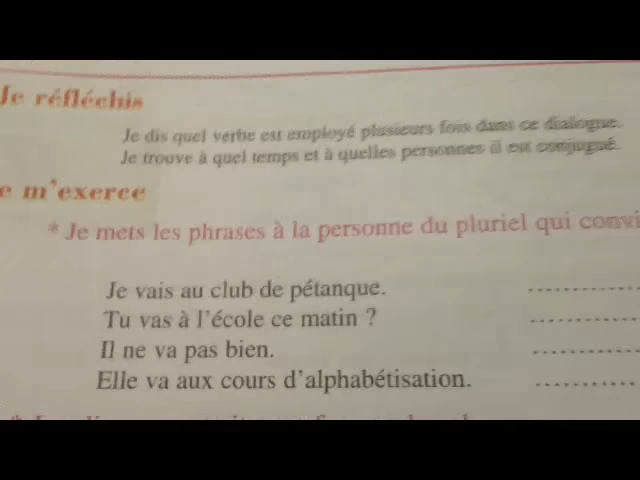 Je réfléchis
Je dis quel verbe est employé plusieurs fois dans ce dialogue.
Je trouve à quel temps et à quelles personnes il est conjugué.
e m'exerce
* Je mets les phrases à la personne du pluriel qui convi
Je vais au club de pétanque. ................
Tu vas à l'école ce matin ? ................
Il ne va pas bien. ................
Elle va aux cours d'alphabétisation. ................